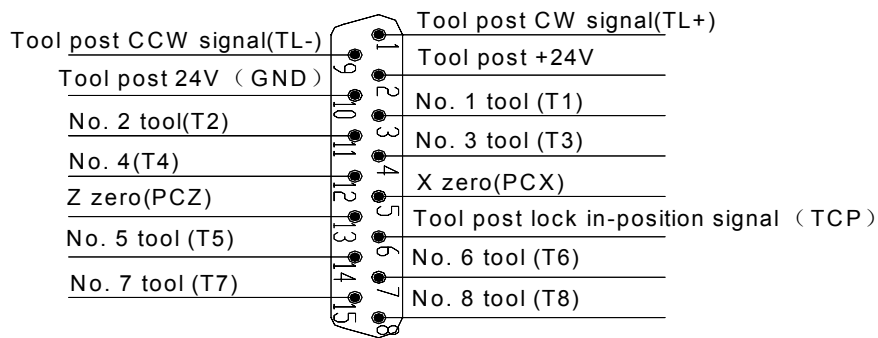 Tool post CW signal(TL+)
Tool post CCW signal(TL-)
Tool post +24V
Tool post 24V （GND）
No. 1 tool (T1)
No. 2 tool(T2)
No. 3 tool (T3)
No. 4(T4)
X zero(PCX)
Z zero(PCZ)
Tool post lock in-position signal （TCP）
No. 5 tool (T5)
No. 6 tool (T6)
No. 7 tool (T7)
No. 8 tool (T8)
1
9
2
10
3
11
4
12
5
13
6
14
7
15
8